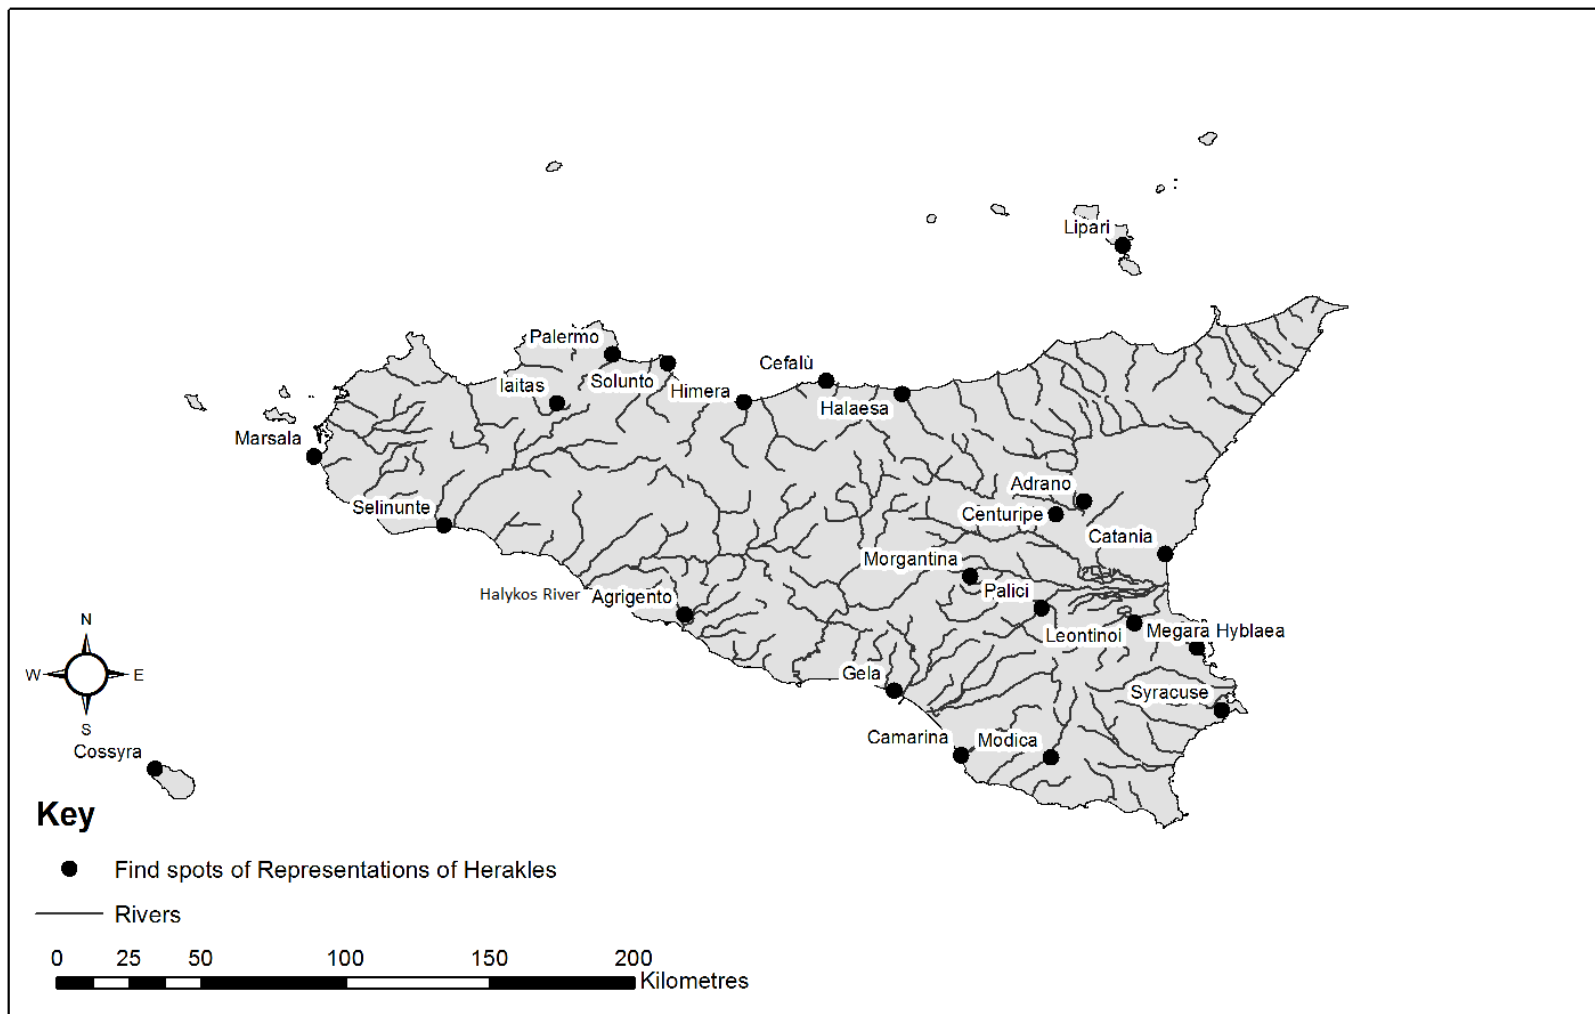 Lipari
Palermo
Cefalù
Solunto
Iaitas
Himera
Halaesa
Marsala
Adrano
Selinunte
Centuripe
Catania
Morgantina
Palici
Halykos River
Agrigento
Leontinoi
Megara Hyblaea
N
W
E
S
Gela
Syracuse
Camarina
Modica
Cossyra
Key
Find spots of Representations of Herakles
Rivers
0 25 50 100 150 200
Kilometres